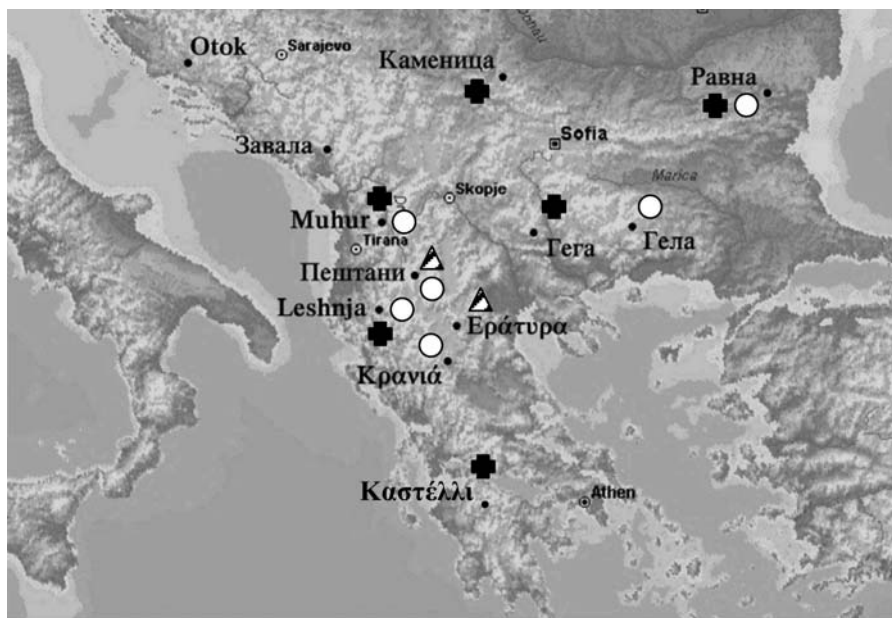 Donau
Otok
Sarajevo
Каменица
Равна
Sofia
Завала
Marica
Skopje
Muhur
Гега
Гела
Tirana
Пештани
Leshnja
Εράτυρα
Κρανιά
Καστέλλι
Athen